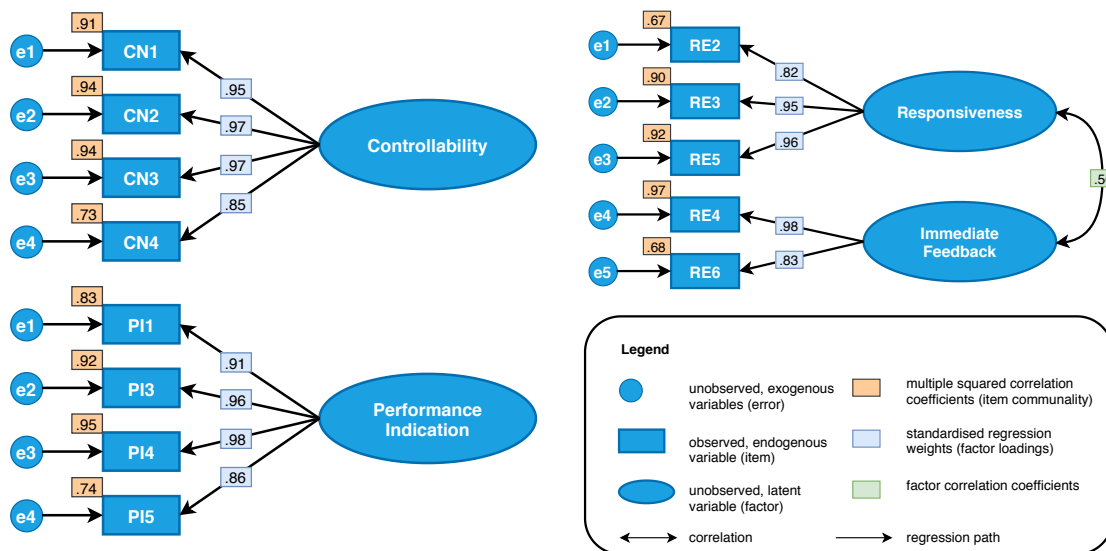 .91
e1
CN1
.94
.95
e2
CN2
.97
.94
Controllability
e3
CN3
.97
.73
.85
e4
CN4
.83
e1
PI1
.92
.91
e2
PI3
.96
.95
Performance
Indication
e3
PI4
.98
.74
.86
e4
PI5
.67
e1
RE2
.82
.90
e2
RE3
.95
Responsiveness
.92
.96
e3
RE5
.97
e4
RE4
.98
Immediate
Feedback
.68
.83
e5
RE6
Legend
unobserved, exogenous
variables (error)
multiple squared correlation
coefficients (item communality)
observed, endogenous
variable (item)
standardised regression
weights (factor loadings)
unobserved, latent
variable (factor)
factor correlation coefficients
correlation
regression path